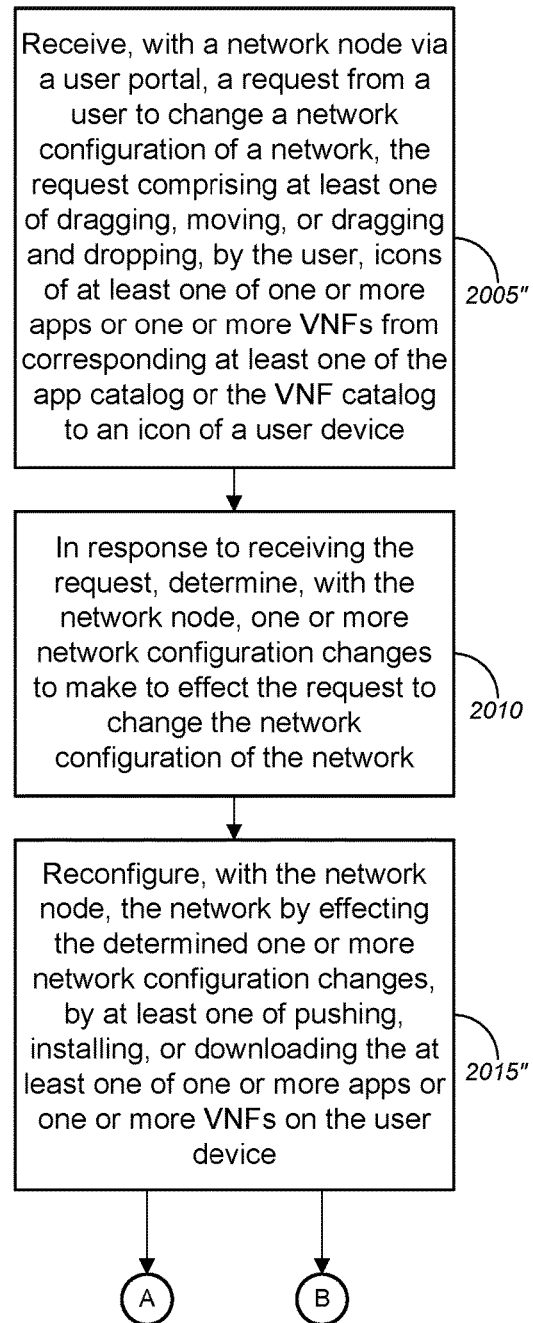 Receive, with a network node via
a user portal, a request from a
user to change a network
configuration of a network, the
request comprising at least one
of dragging, moving, or dragging
and dropping, by the user, icons
of at least one of one or more
apps or one or more VNFs from
corresponding at least one of the
app catalog or the VNF catalog
to an icon of a user device
2005"
In response to receiving the
request, determine, with the
network node, one or more
network configuration changes
to make to effect the request to
change the network
configuration of the network
2010
Reconfigure, with the network
node, the network by effecting
the determined one or more
network configuration changes,
by at least one of pushing,
installing, or downloading the at
least one of one or more apps or
one or more VNFs on the user
device
2015"
A
B